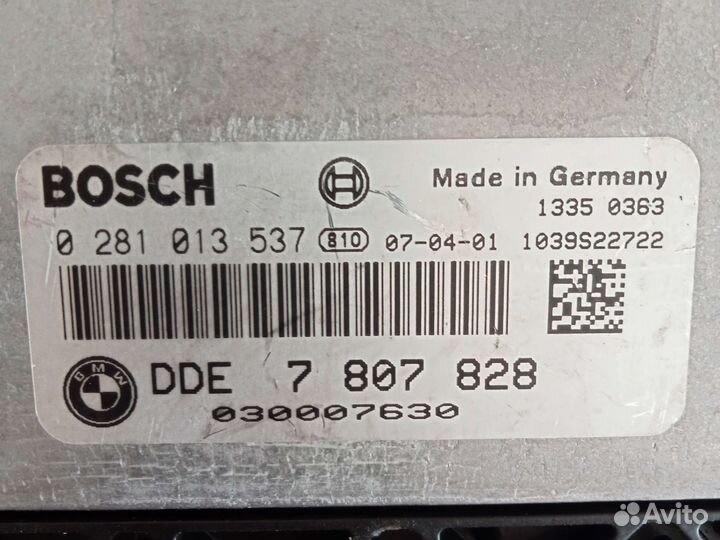 BOSCH
Made in Germany
1335 0363
0 281 013 537 810 07-04-01 1039S22722
BMW
DDE 7 807 828
030007630
Avito